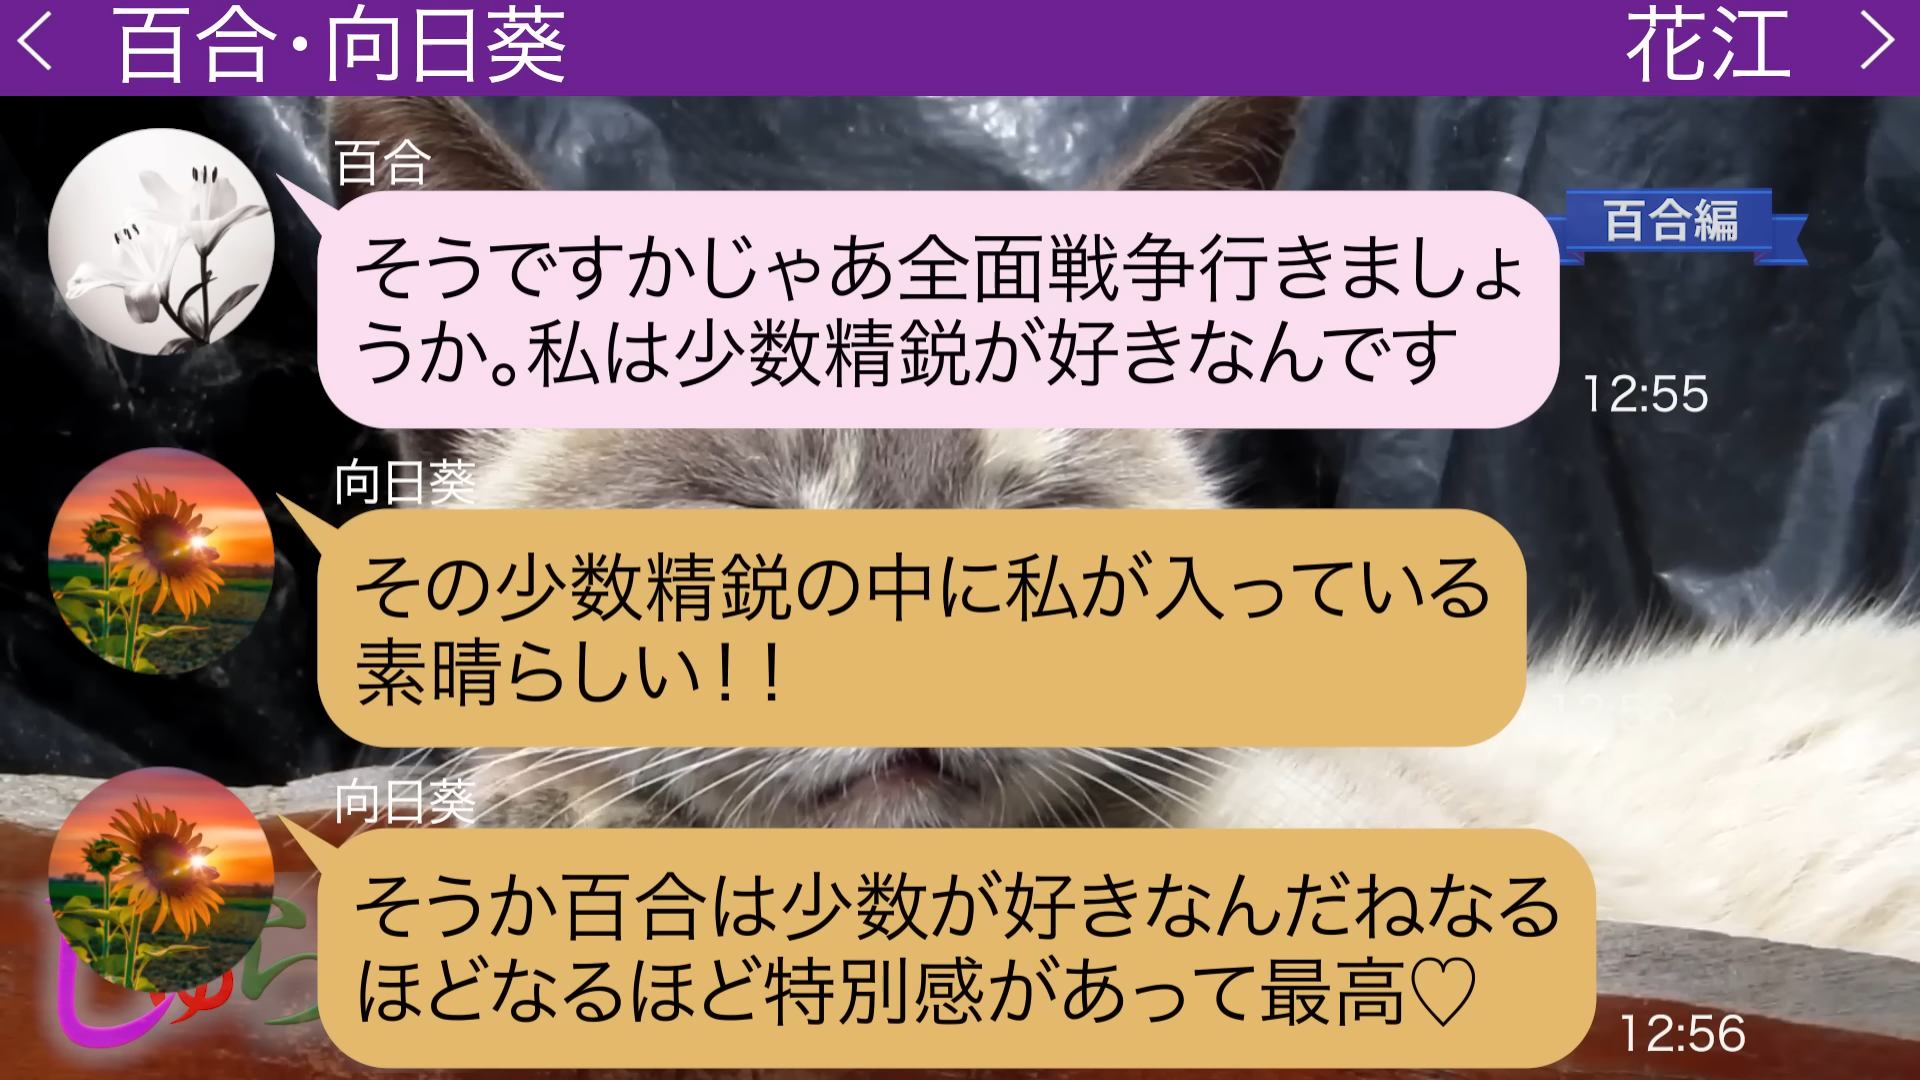 百合・向日葵
花江
百合
そうですかじゃあ全面戦争行きましょ
うか。私は少数精鋭が好きなんです
百合編
12:55
向日葵
その少数精鋭の中に私が入っている
素晴らしい！！
12:56
向日葵
そうか百合は少数が好きなんだねなる
ほどなるほど特別感があって最高♡
12:56